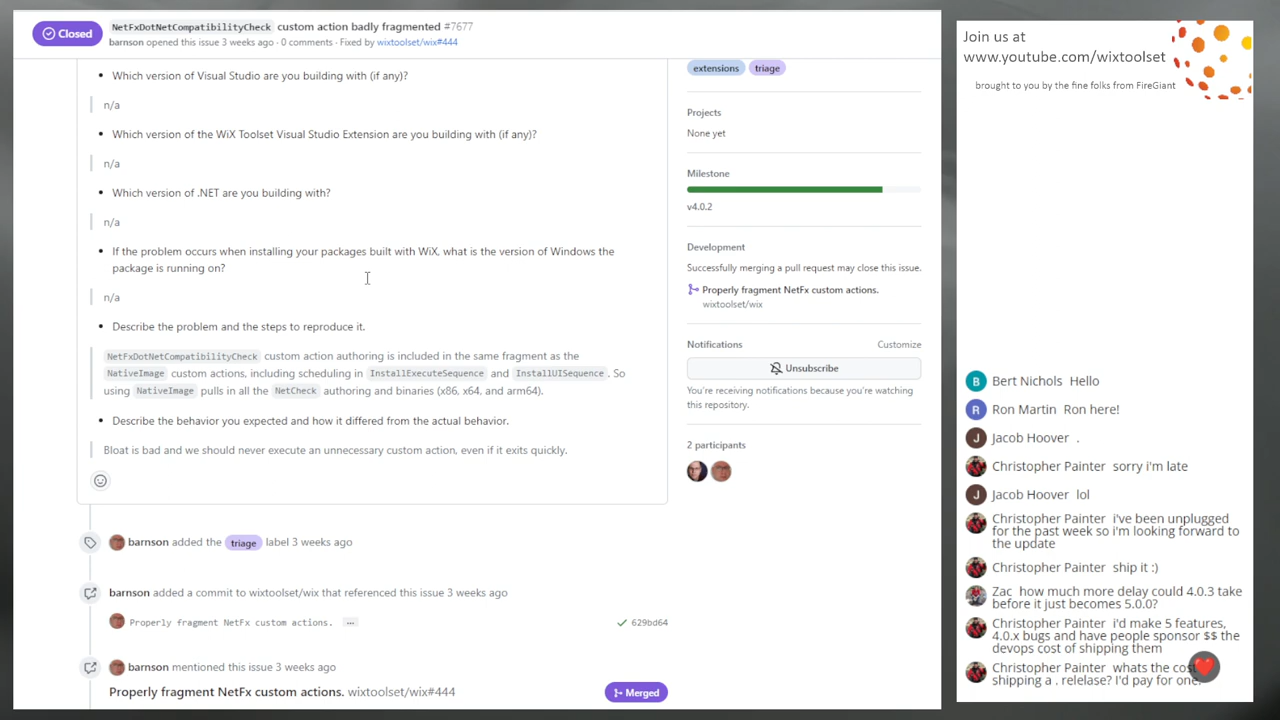 Closed
NetFxDotNetCompatibilityCheck custom action badly fragmented #7677
barnson opened this issue 3 weeks ago · 0 comments · Fixed by wixtoolset/wix#444
• Which version of Visual Studio are you building with (if any)?
n/a
• Which version of the WiX Toolset Visual Studio Extension are you building with (if any)?
n/a
• Which version of .NET are you building with?
n/a
• If the problem occurs when installing your packages built with WiX, what is the version of Windows the
package is running on?
n/a
• Describe the problem and the steps to reproduce it.
NetFxDotNetCompatibilityCheck custom action authoring is included in the same fragment as the
NativeImage custom actions, including scheduling in InstallExecuteSequence and InstallUISequence. So
using NativeImage pulls in all the NetCheck authoring and binaries (x86, x64, and arm64).
• Describe the behavior you expected and how it differed from the actual behavior.
Bloat is bad and we should never execute an unnecessary custom action, even if it exits quickly.
barnson added the triage label 3 weeks ago
barnson added a commit to wixtoolset/wix that referenced this issue 3 weeks ago
Properly fragment NetFx custom actions. ...
629bd64
barnson mentioned this issue 3 weeks ago
Properly fragment NetFx custom actions. wixtoolset/wix#444
Merged
extensions triage
Projects
None yet
Milestone
v4.0.2
Development
Successfully merging a pull request may close this issue.
Properly fragment NetFx custom actions.
wixtoolset/wix
Notifications Customize
Unsubscribe
You're receiving notifications because you're watching
this repository.
2 participants
Join us at
www.youtube.com/wixtoolset
brought to you by the fine folks from FireGiant
B Bert Nichols Hello
R Ron Martin Ron here!
J Jacob Hoover .
Christopher Painter sorry i'm late
J Jacob Hoover lol
Christopher Painter i've been unplugged
for the past week so i'm looking forward to
the update
Christopher Painter ship it :)
Zac how much more delay could 4.0.3 take
before it just becomes 5.0.0?
Christopher Painter i'd make 5 features,
4.0.x bugs and have people sponsor $$ the
devops cost of shipping them
Christopher Painter whats the cost
shipping a . relelase? I'd pay for one.